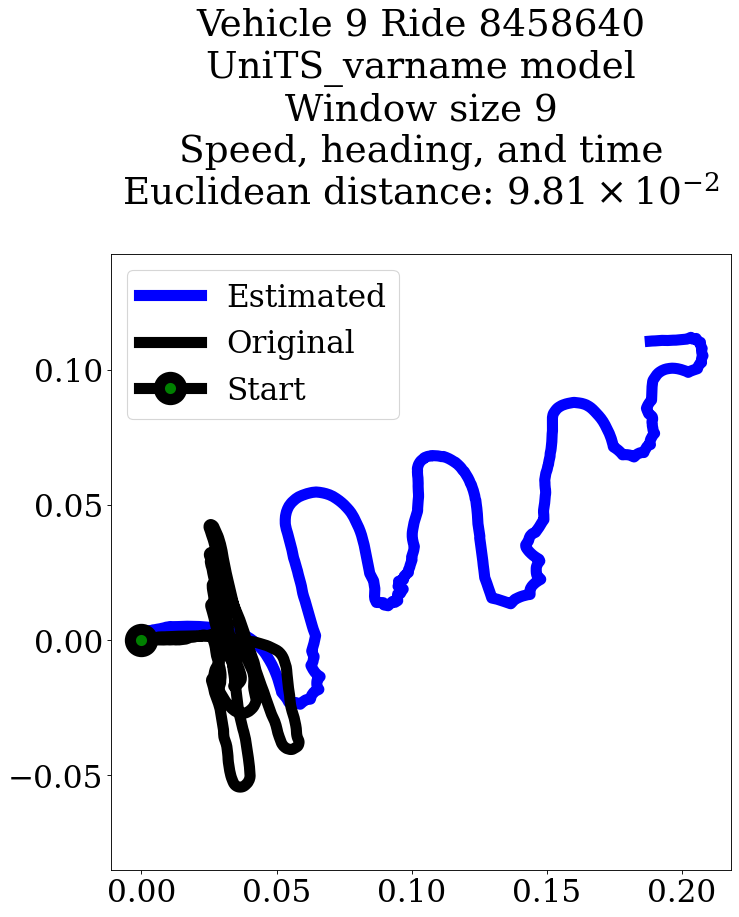 Vehicle 9 Ride 8458640
UniTS_varname model
Window size 9
Speed, heading, and time
Euclidean distance: 9.81 × 10⁻²
Estimated
Original
Start
0.10
0.05
0.00
−0.05
0.00 0.05 0.10 0.15 0.20